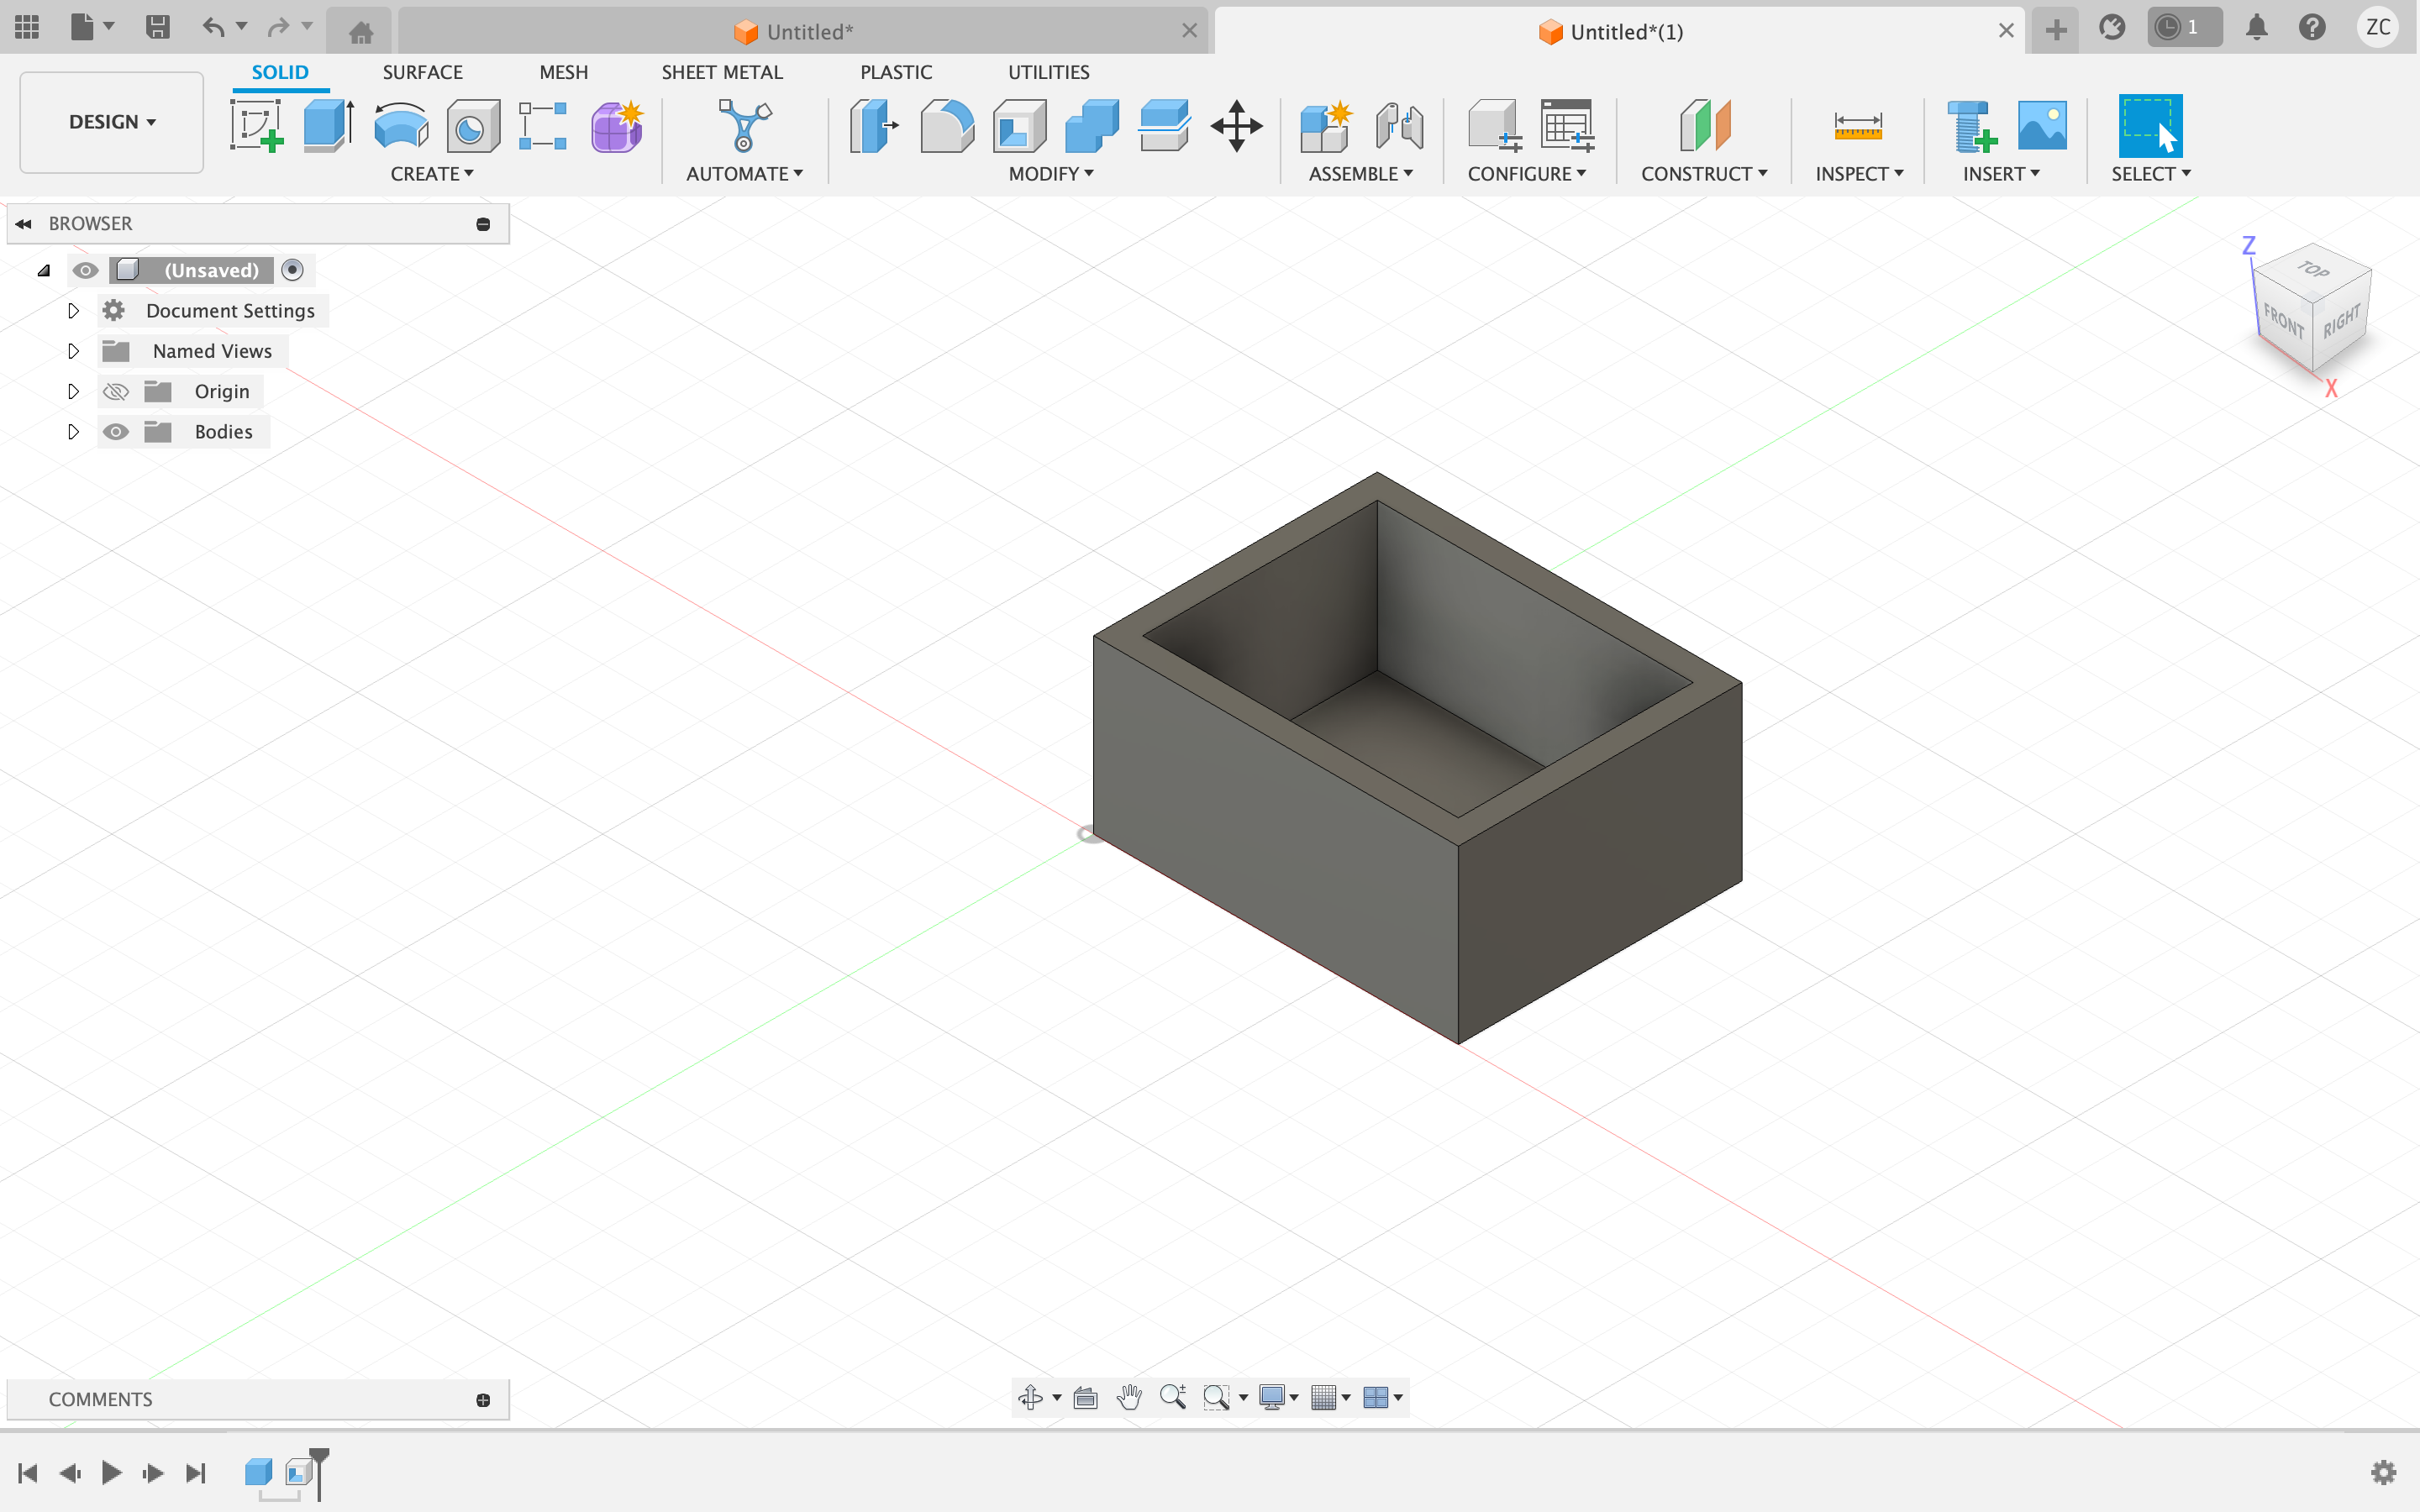 Untitled*
Untitled*(1)
1
ZC
DESIGN
SOLID
SURFACE
MESH
SHEET METAL
PLASTIC
UTILITIES
CREATE
AUTOMATE
MODIFY
ASSEMBLE
CONFIGURE
CONSTRUCT
INSPECT
INSERT
SELECT
BROWSER
(Unsaved)
Document Settings
Named Views
Origin
Bodies
Z
TOP
FRONT
RIGHT
X
COMMENTS